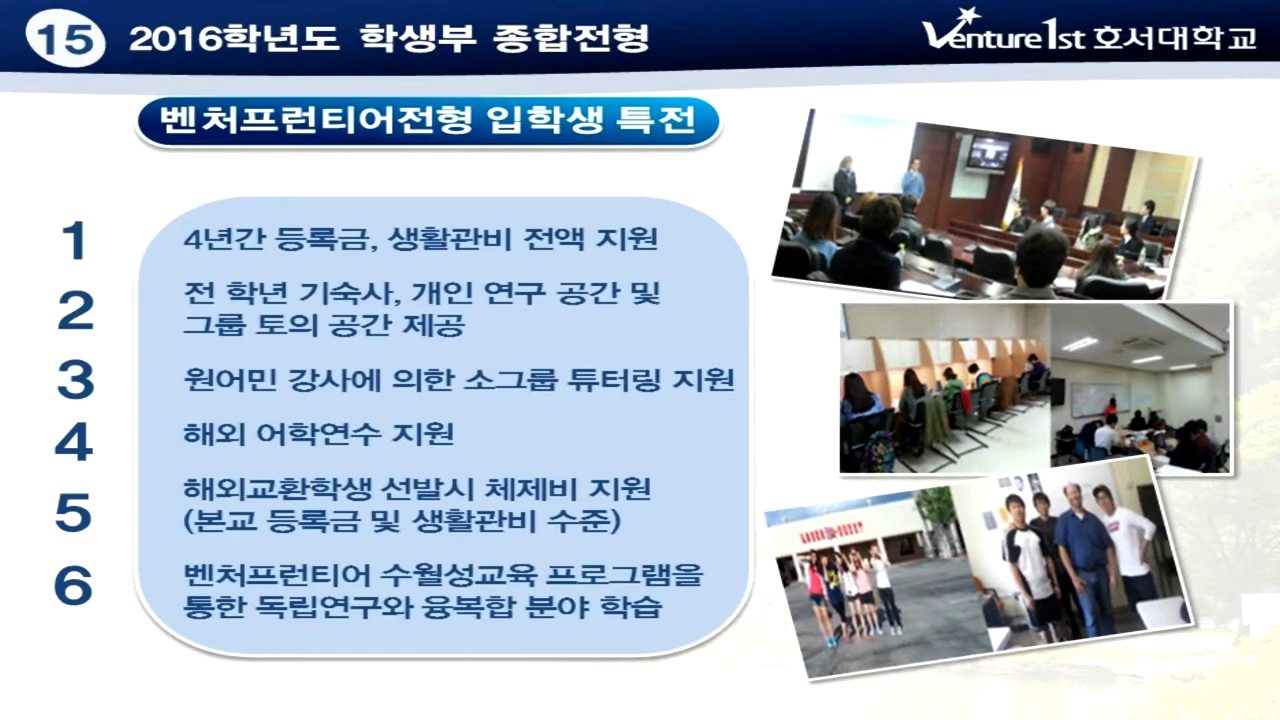 15 2016학년도 학생부 종합전형
Venture 1st 호서대학교
벤처프런티어전형 입학생 특전
1 4년간 등록금, 생활관비 전액 지원
2 전 학년 기숙사, 개인 연구 공간 및
그룹 토의 공간 제공
3 원어민 강사에 의한 소그룹 튜터링 지원
4 해외 어학연수 지원
5 해외교환학생 선발시 체제비 지원
(본교 등록금 및 생활관비 수준)
6 벤처프런티어 수월성교육 프로그램을
통한 독립연구와 융복합 분야 학습